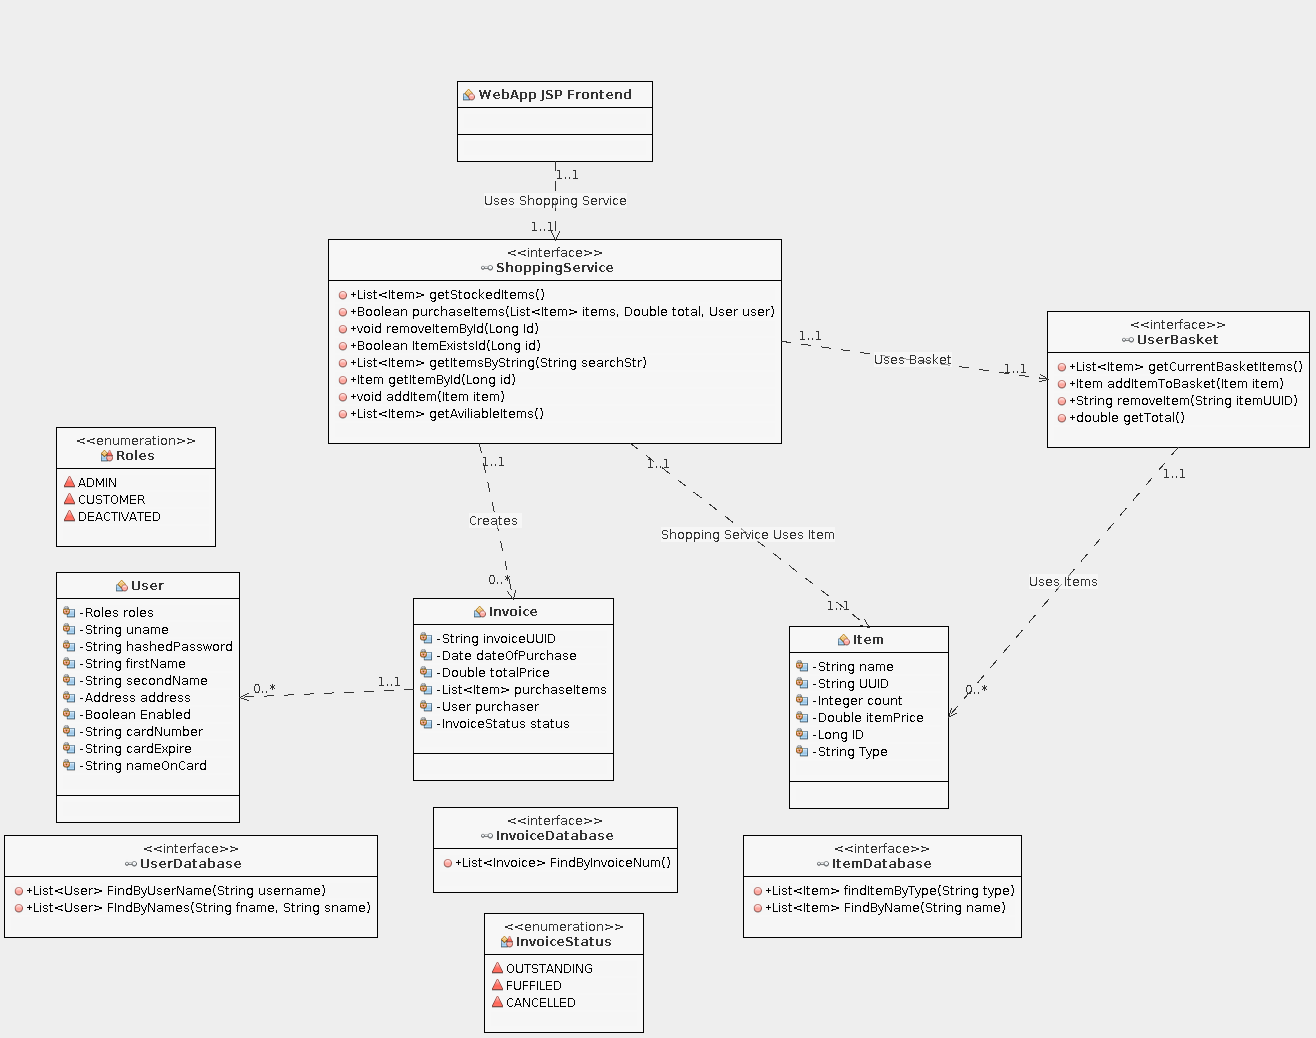 WebApp JSP Frontend
1..1
Uses Shopping Service
1..1
<<interface>>
ShoppingService
+List<Item> getStockedItems()
+Boolean purchaseItems(List<Item> items, Double total, User user)
+void removeItemById(Long Id)
+Boolean ItemExistsId(Long id)
+List<Item> getItemsByString(String searchStr)
+Item getItemById(Long id)
+void addItem(Item item)
+List<Item> getAviliableItems()
1..1
Uses Basket
1..1
<<interface>>
UserBasket
+List<Item> getCurrentBasketItems()
+Item addItemToBasket(Item item)
+String removeItem(String itemUUID)
+double getTotal()
<<enumeration>>
Roles
ADMIN
CUSTOMER
DEACTIVATED
1..1
Creates
0..*
1..1
Shopping Service Uses Item
1..1
1..1
Uses Items
0..*
User
-Roles roles
-String uname
-String hashedPassword
-String firstName
-String secondName
-Address address
-Boolean Enabled
-String cardNumber
-String cardExpire
-String nameOnCard
0..*
1..1
Invoice
-String invoiceUUID
-Date dateOfPurchase
-Double totalPrice
-List<Item> purchaseItems
-User purchaser
-InvoiceStatus status
Item
-String name
-String UUID
-Integer count
-Double itemPrice
-Long ID
-String Type
<<interface>>
UserDatabase
+List<User> FindByUserName(String username)
+List<User> FIndByNames(String fname, String sname)
<<interface>>
InvoiceDatabase
+List<Invoice> FindByInvoiceNum()
<<interface>>
ItemDatabase
+List<Item> findItemByType(String type)
+List<Item> FindByName(String name)
<<enumeration>>
InvoiceStatus
OUTSTANDING
FUFFILED
CANCELLED